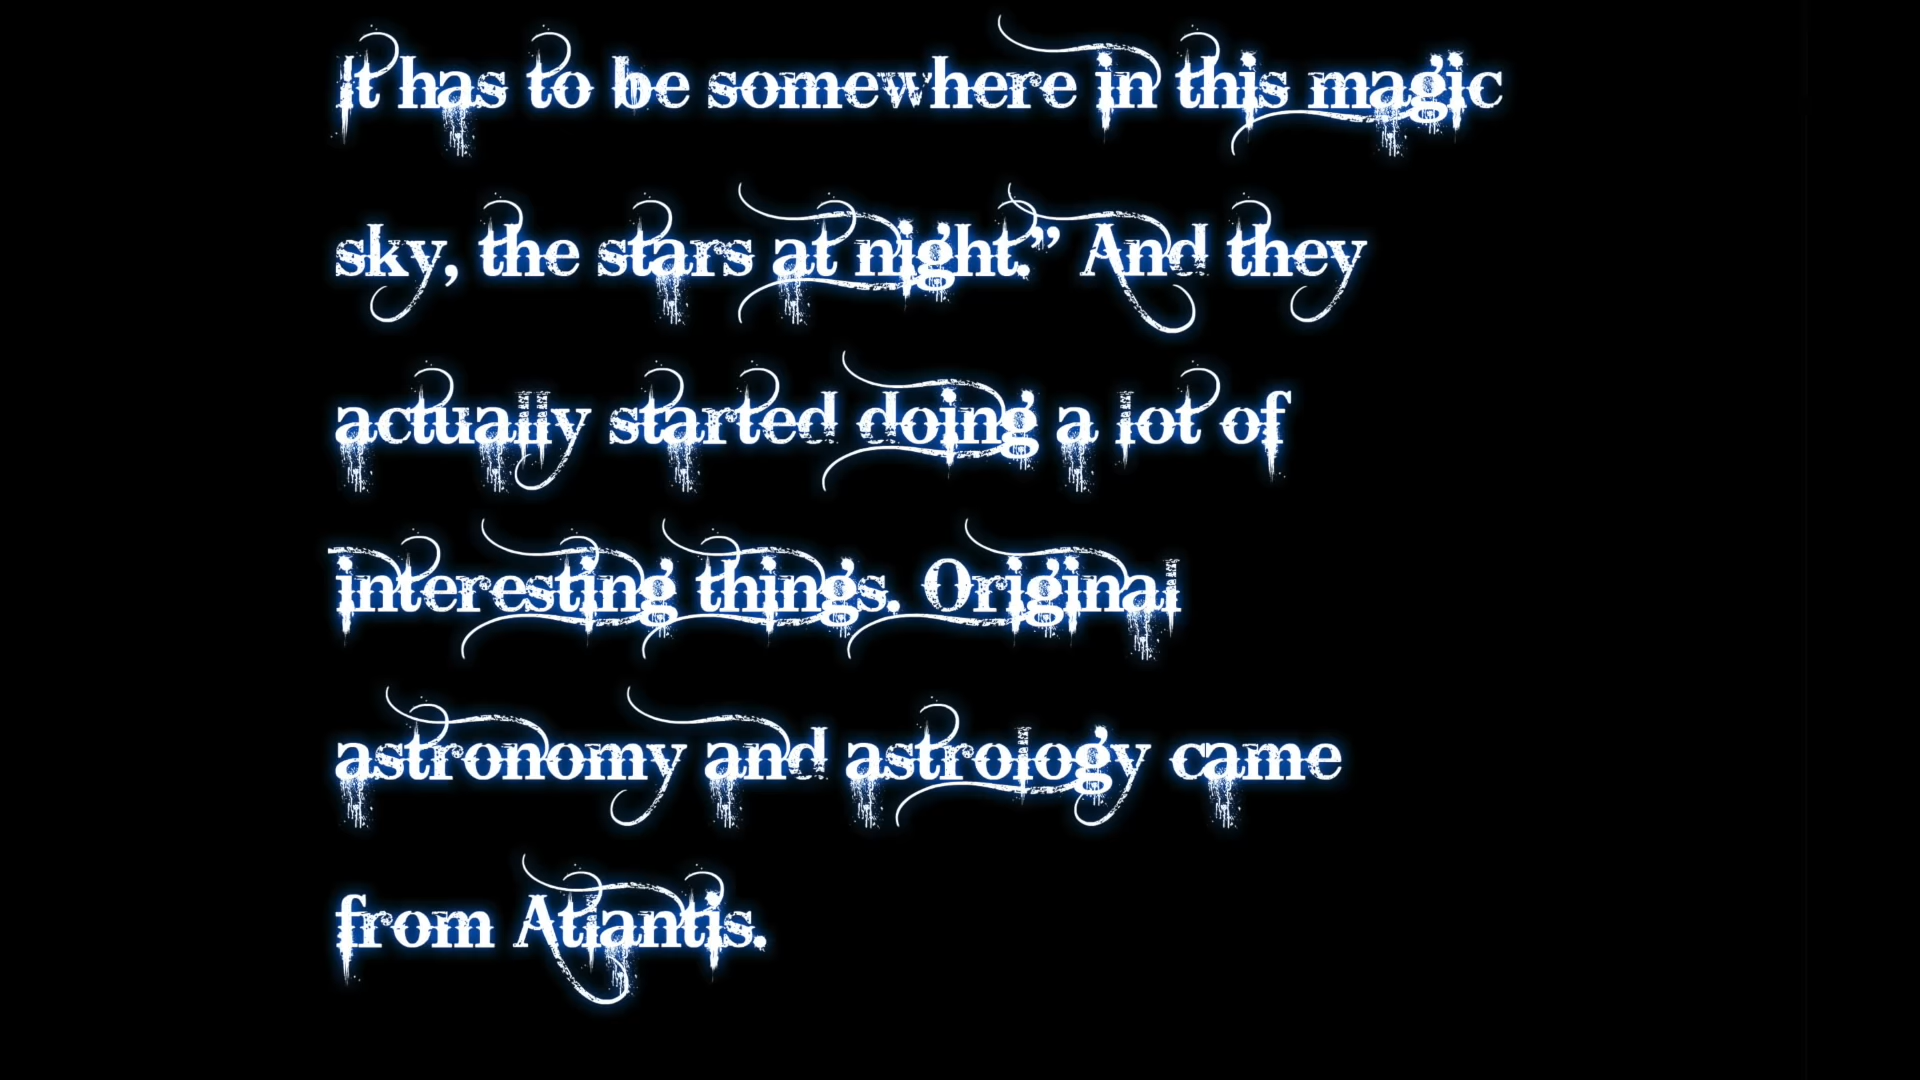 It has to be somewhere in this magic
sky, the stars at night.” And they
actually started doing a lot of
interesting things. Original
astronomy and astrology came
from Atlantis.